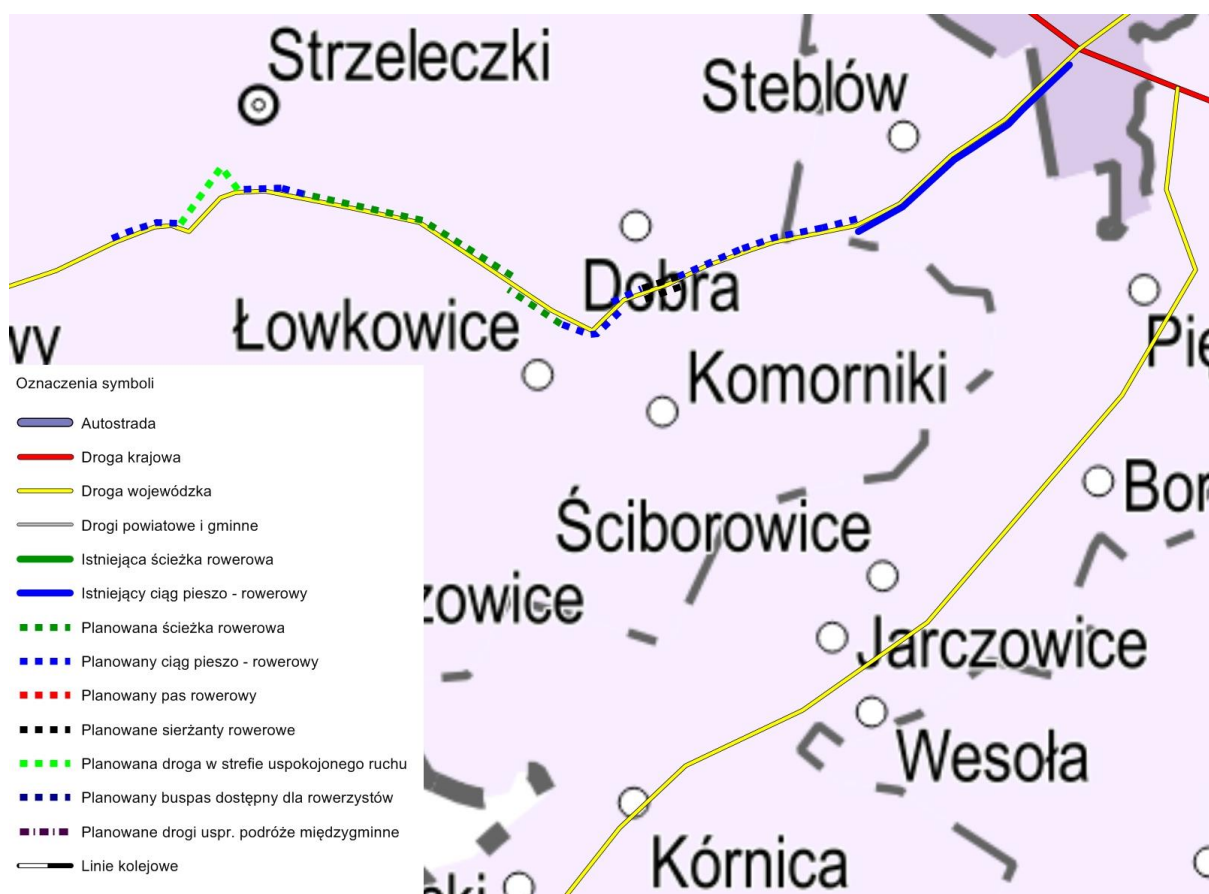 Strzeleczki
Steblów
Dobra
Łowkowice
Komorniki
Ściborowice
Jarczowice
Wesoła
Kórnica
Oznaczenia symboli
Autostrada
Droga krajowa
Droga wojewódzka
Drogi powiatowe i gminne
Istniejąca ścieżka rowerowa
Istniejący ciąg pieszo - rowerowy
Planowana ścieżka rowerowa
Planowany ciąg pieszo - rowerowy
Planowany pas rowerowy
Planowane sierżanty rowerowe
Planowana droga w strefie uspokojonego ruchu
Planowany buspas dostępny dla rowerzystów
Planowane drogi uspr. podróże międzygminne
Linie kolejowe